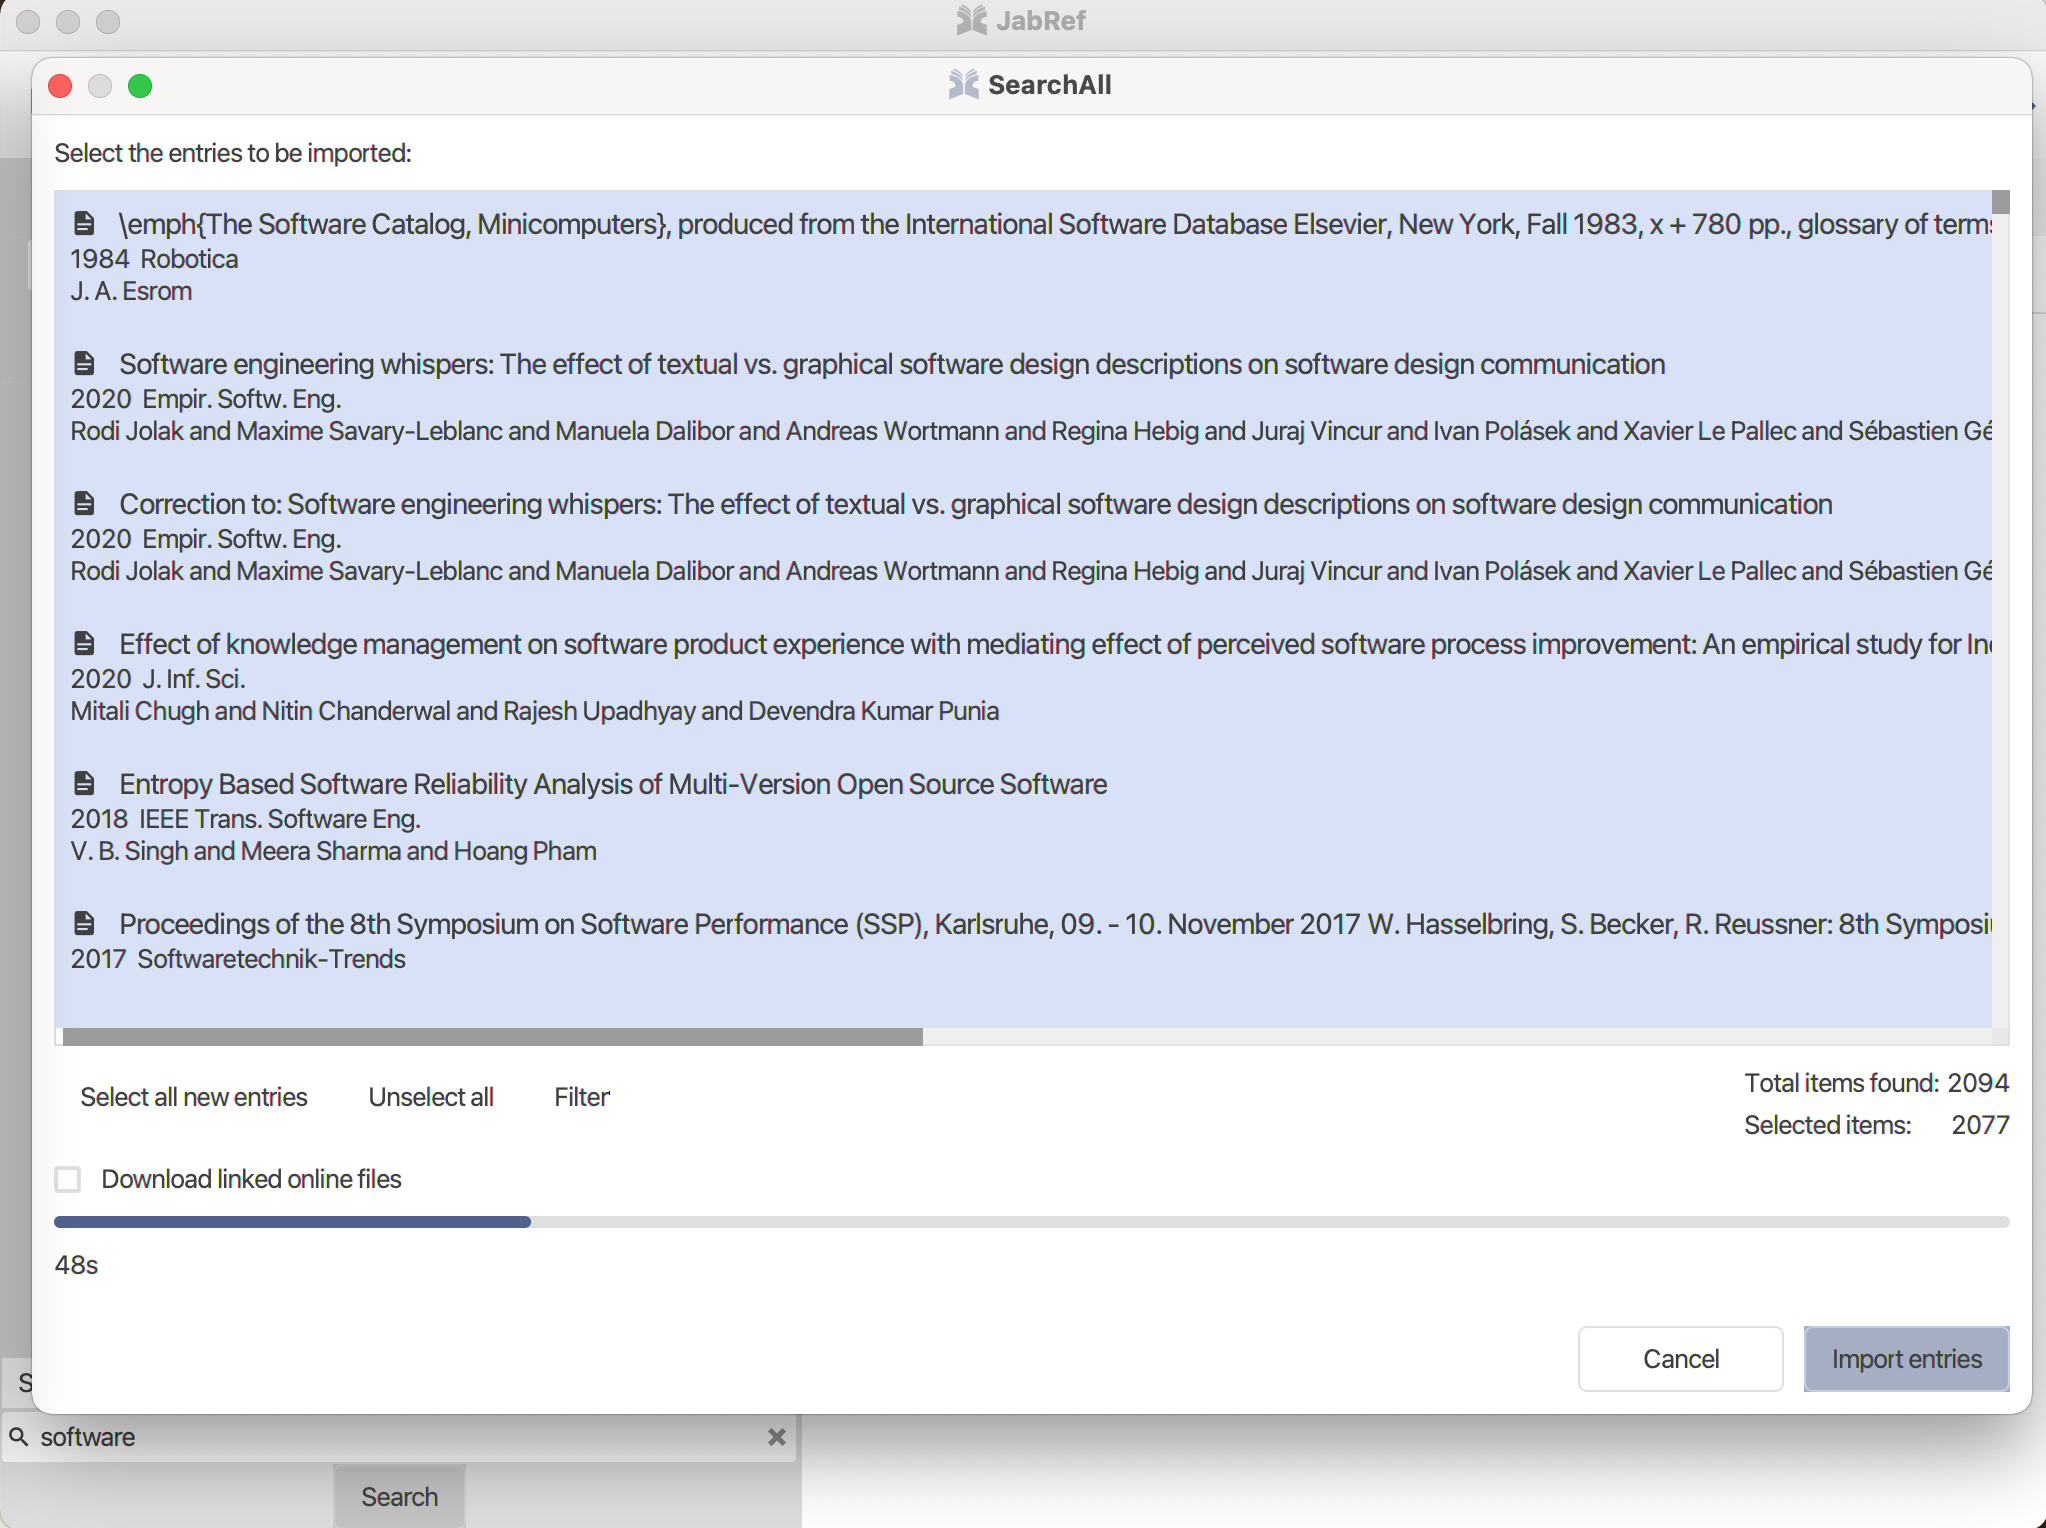 JabRef
SearchAll
Select the entries to be imported:
\emph{The Software Catalog, Minicomputers}, produced from the International Software Database Elsevier, New York, Fall 1983, x + 780 pp., glossary of terms
1984 Robotica
J. A. Esrom
Software engineering whispers: The effect of textual vs. graphical software design descriptions on software design communication
2020 Empir. Softw. Eng.
Rodi Jolak and Maxime Savary-Leblanc and Manuela Dalibor and Andreas Wortmann and Regina Hebig and Juraj Vincur and Ivan Polásek and Xavier Le Pallec and Sébastien Gé
Correction to: Software engineering whispers: The effect of textual vs. graphical software design descriptions on software design communication
2020 Empir. Softw. Eng.
Rodi Jolak and Maxime Savary-Leblanc and Manuela Dalibor and Andreas Wortmann and Regina Hebig and Juraj Vincur and Ivan Polásek and Xavier Le Pallec and Sébastien Gé
Effect of knowledge management on software product experience with mediating effect of perceived software process improvement: An empirical study for In
2020 J. Inf. Sci.
Mitali Chugh and Nitin Chanderwal and Rajesh Upadhyay and Devendra Kumar Punia
Entropy Based Software Reliability Analysis of Multi-Version Open Source Software
2018 IEEE Trans. Software Eng.
V. B. Singh and Meera Sharma and Hoang Pham
Proceedings of the 8th Symposium on Software Performance (SSP), Karlsruhe, 09. - 10. November 2017 W. Hasselbring, S. Becker, R. Reussner: 8th Symposi
2017 Softwaretechnik-Trends
Select all new entries Unselect all Filter
Total items found: 2094
Selected items: 2077
Download linked online files
48s
Cancel Import entries
S
software
Search